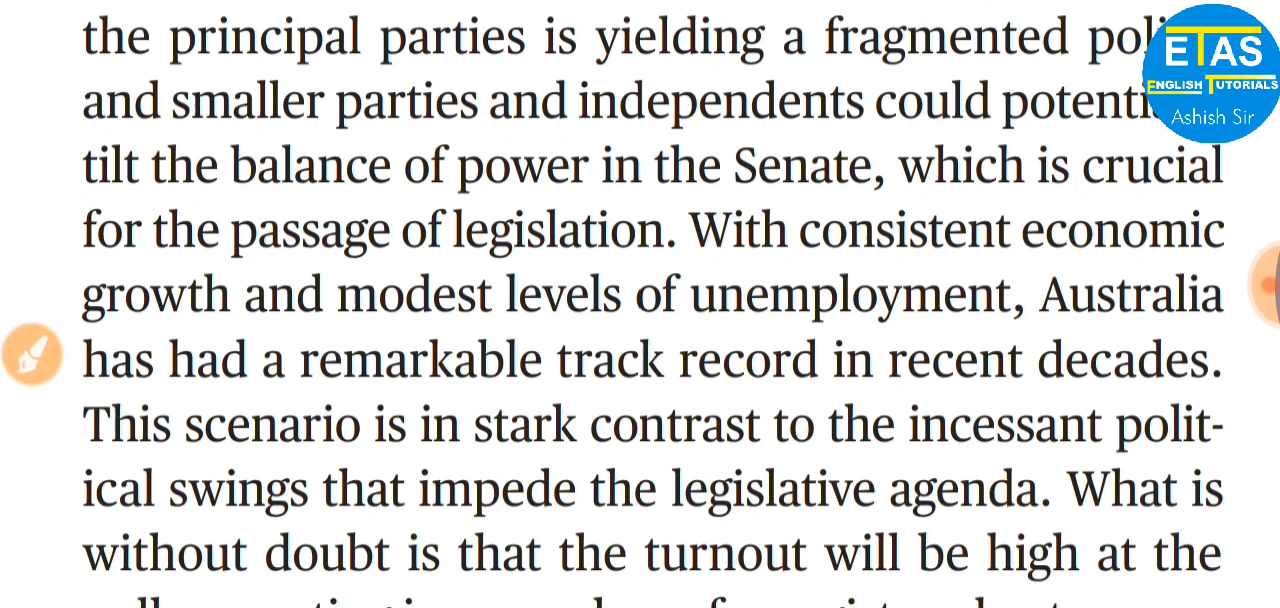 the principal parties is yielding a fragmented
and smaller parties and independents could
tilt the balance of power in the Senate, which is crucial
for the passage of legislation. With consistent economic
growth and modest levels of unemployment, Australia
has had a remarkable track record in recent decades.
This scenario is in stark contrast to the incessant polit-
ical swings that impede the legislative agenda. What is
without doubt is that the turnout will be high at the
ETAS
ENGLISH TUTORIALS
Ashish Sir